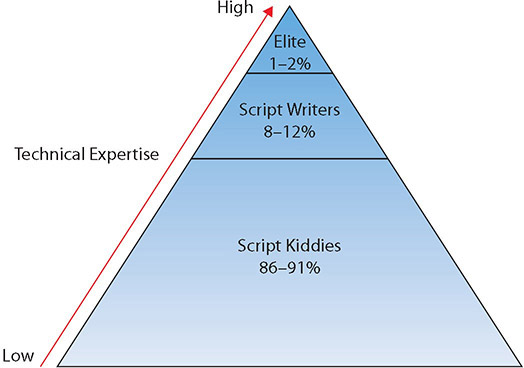 High
Elite
1–2%
Script Writers
8–12%
Technical Expertise
Script Kiddies
86–91%
Low